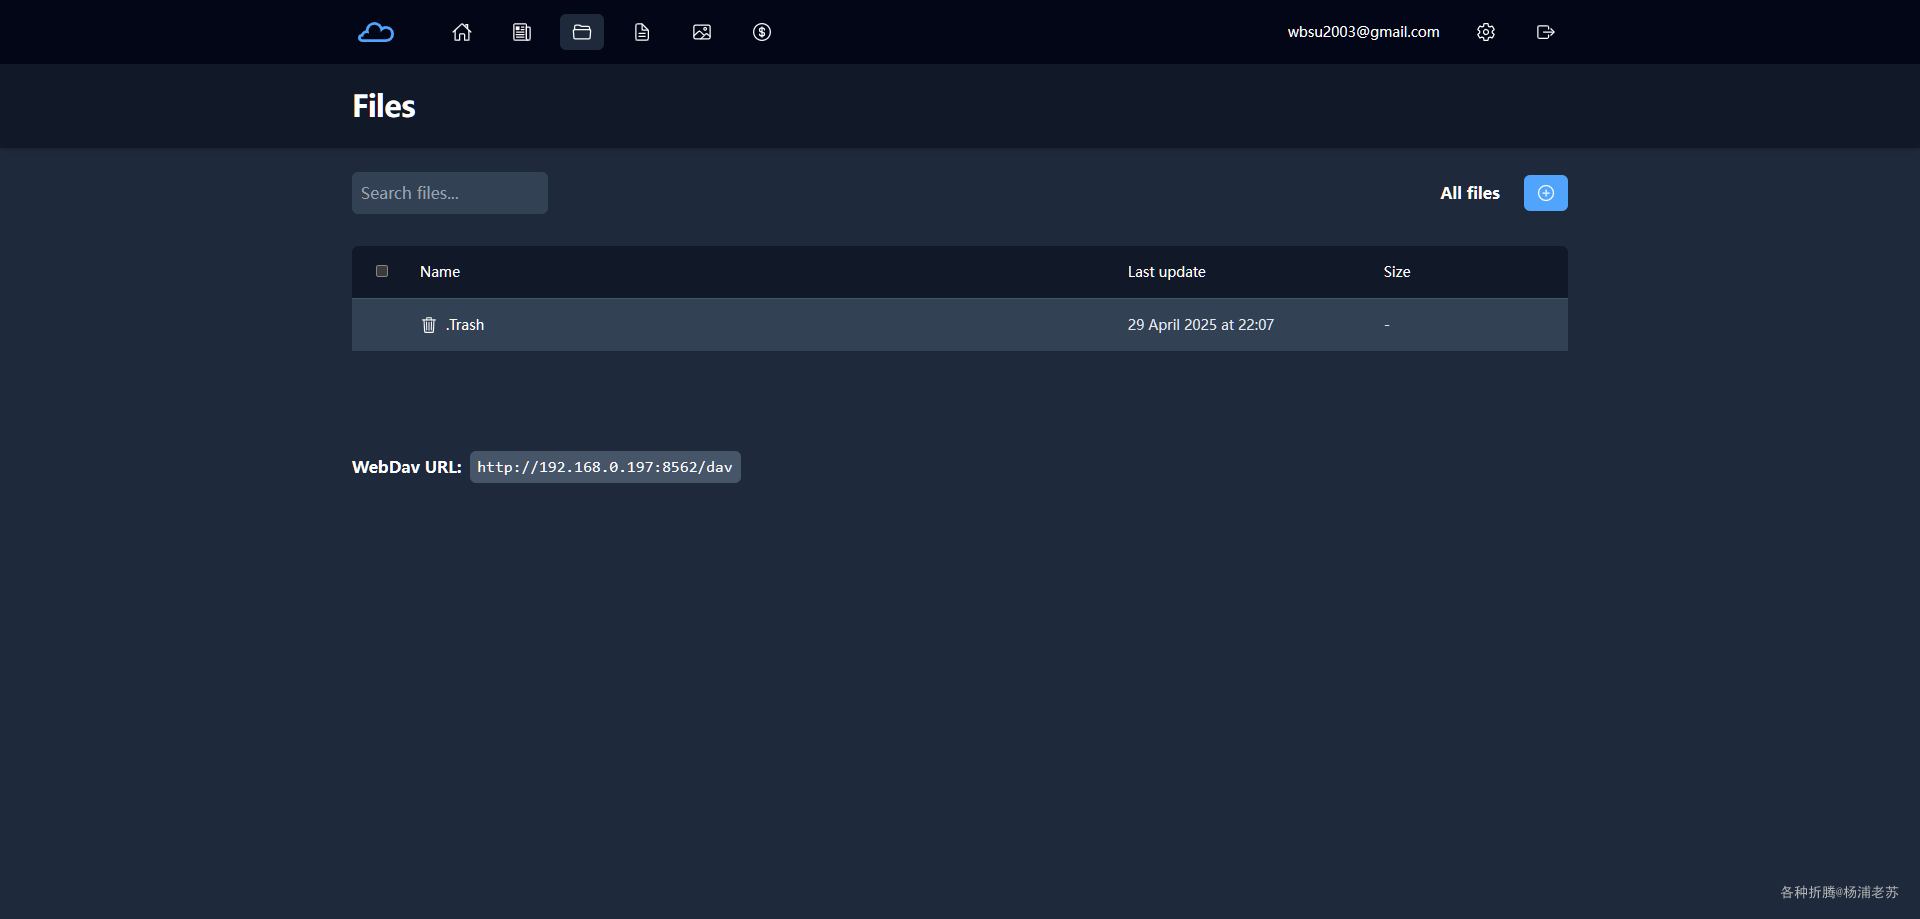 wbsu2003@gmail.com
Files
Search files...
All files
Name Last update Size
.Trash 29 April 2025 at 22:07 -
WebDav URL: http://192.168.0.197:8562/dav
各种折腾@杨浦老苏